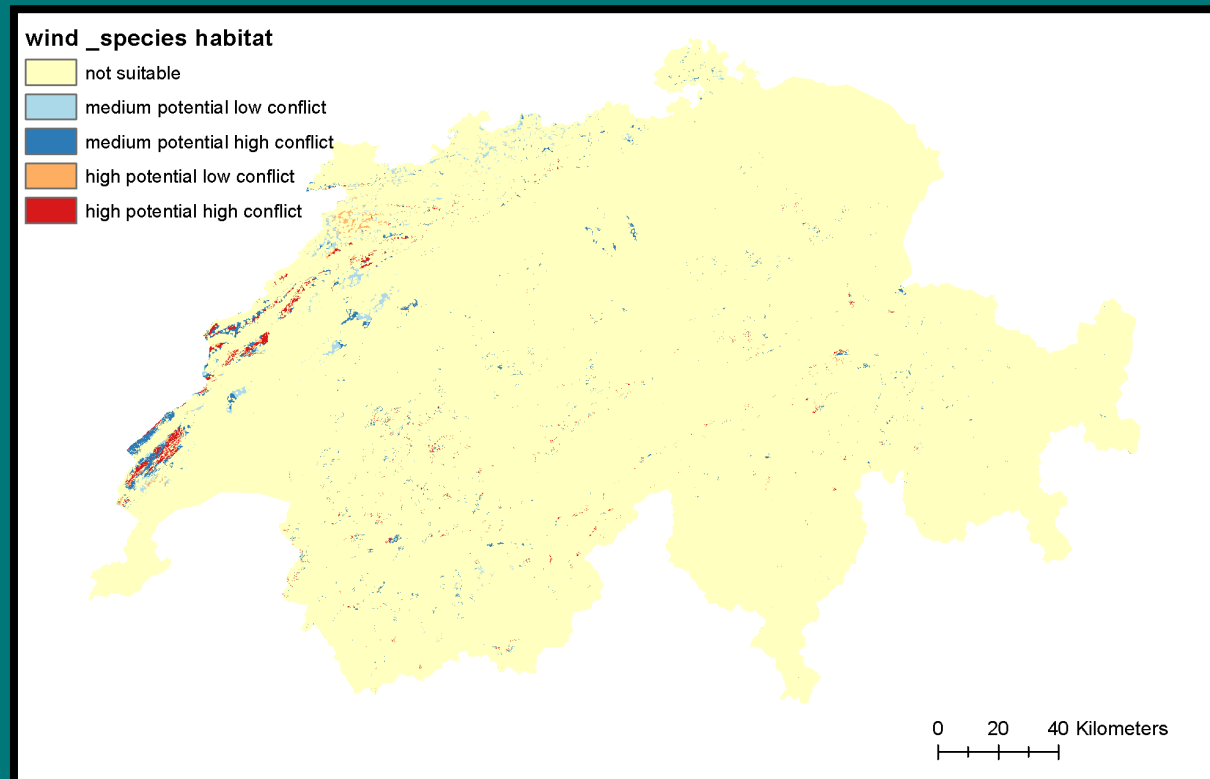 wind _species habitat
not suitable
medium potential low conflict
medium potential high conflict
high potential low conflict
high potential high conflict
0 20 40 Kilometers